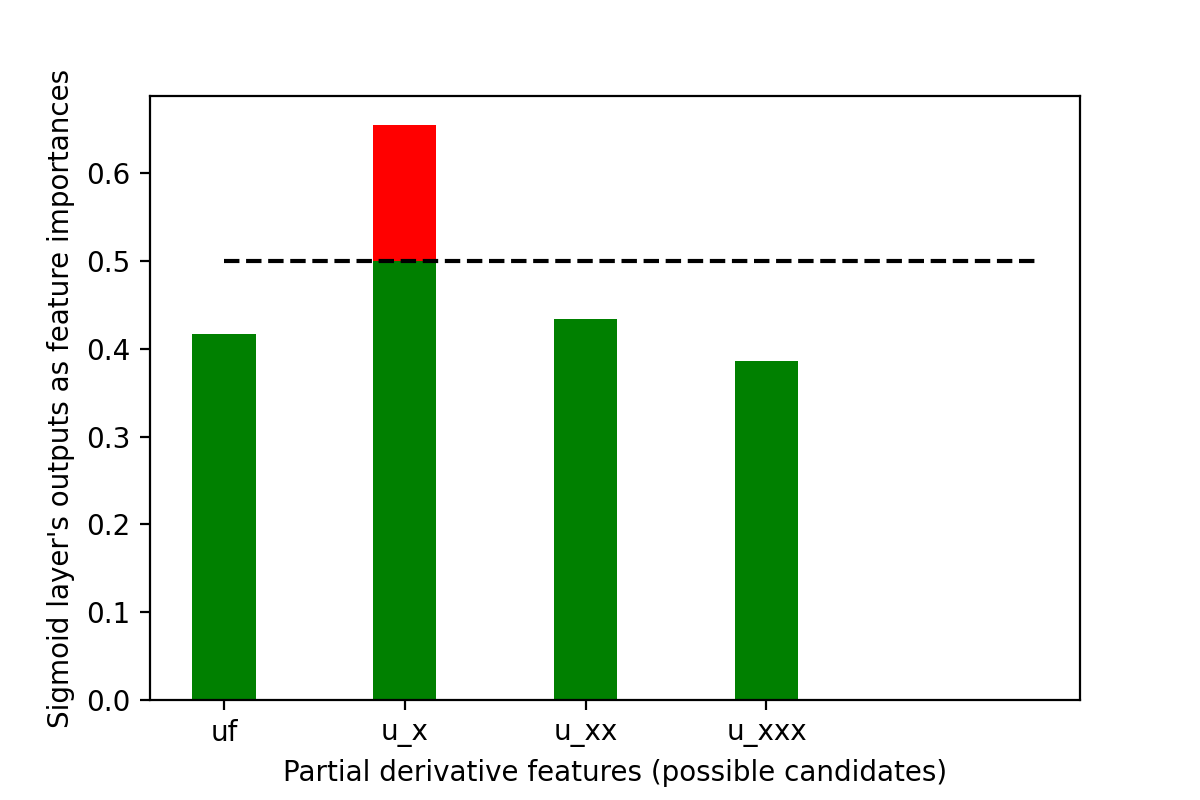 Sigmoid layer's outputs as feature importances
0.6
0.5
0.4
0.3
0.2
0.1
0.0
uf
u_x
u_xx
u_xxx
Partial derivative features (possible candidates)